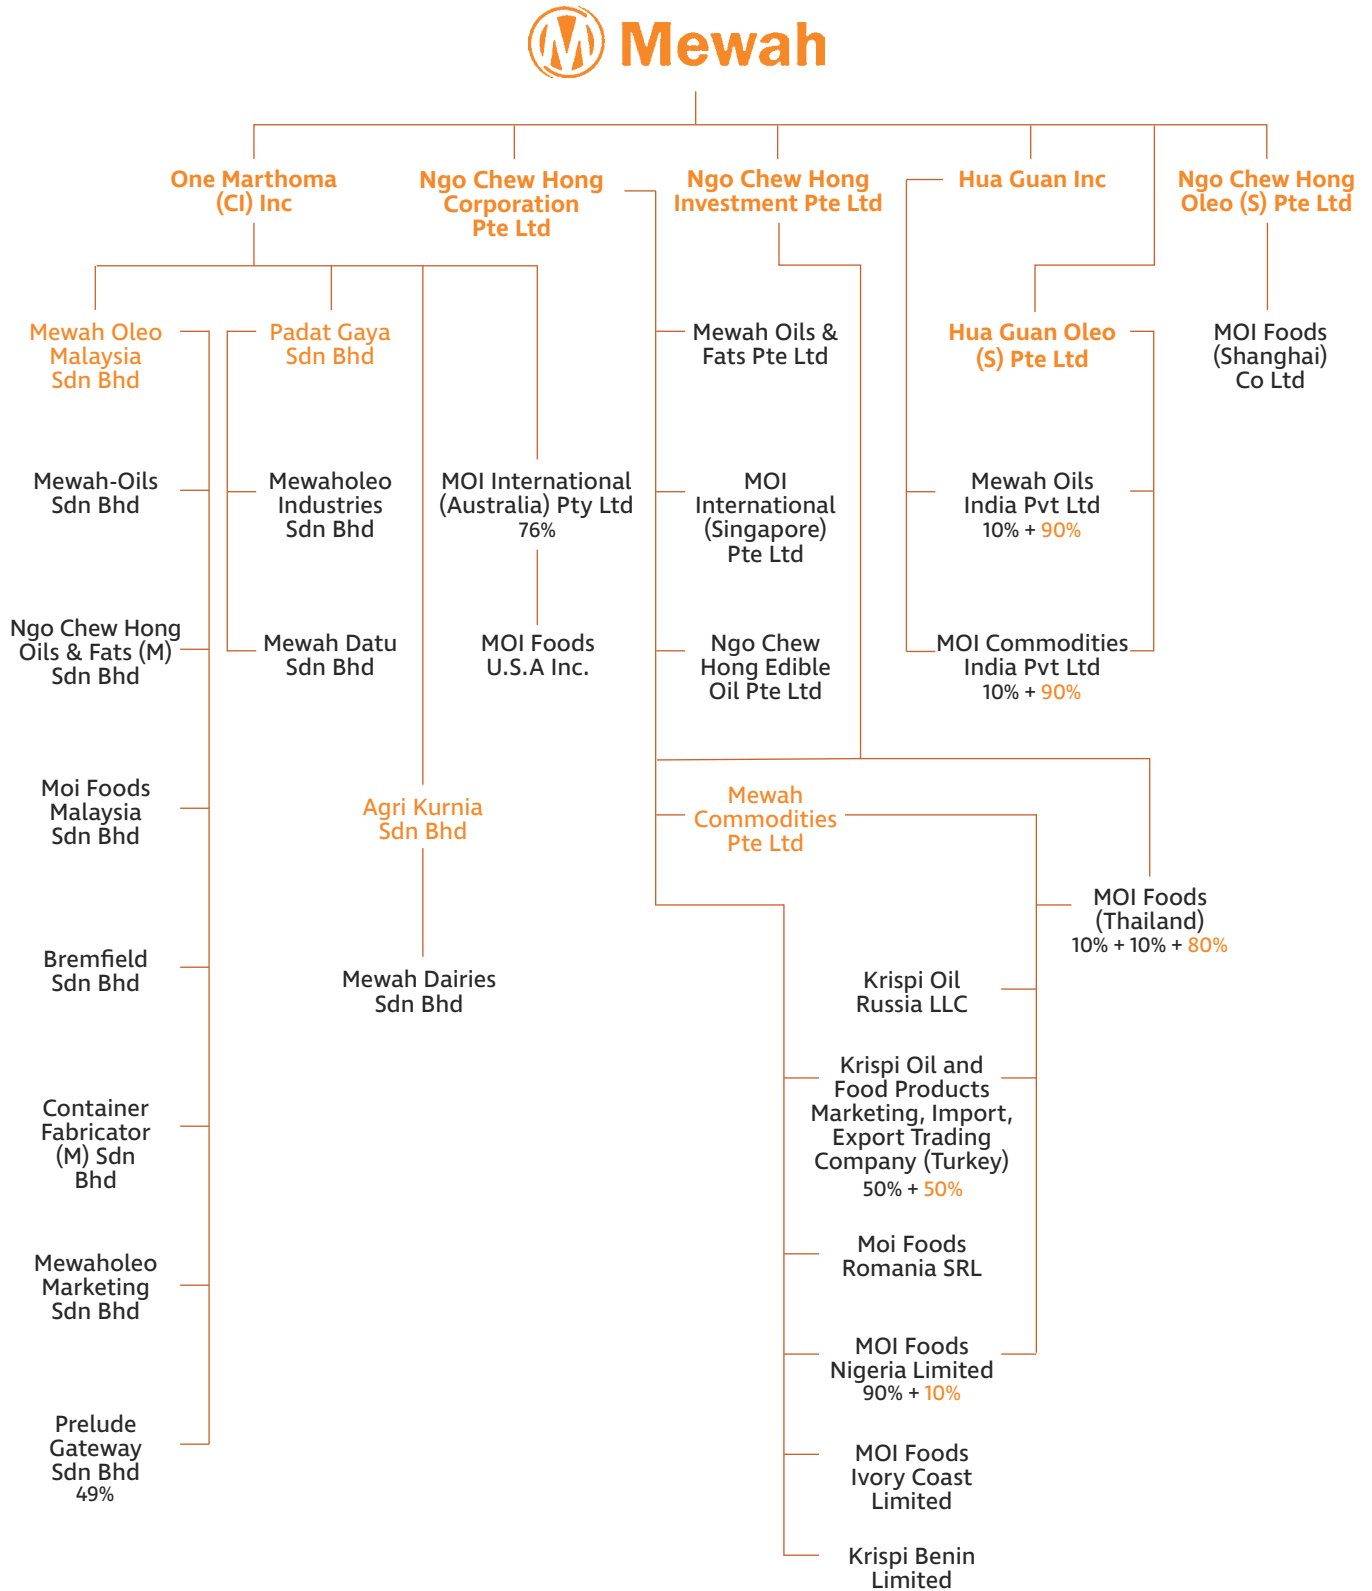 Mewah
One Marthoma
(CI) Inc
Ngo Chew Hong
Corporation
Pte Ltd
Ngo Chew Hong
Investment Pte Ltd
Hua Guan Inc
Ngo Chew Hong
Oleo (S) Pte Ltd
Mewah Oleo
Malaysia
Sdn Bhd
Padat Gaya
Sdn Bhd
Mewah Oils &
Fats Pte Ltd
Hua Guan Oleo
(S) Pte Ltd
MOI Foods
(Shanghai)
Co Ltd
Mewah-Oils
Sdn Bhd
Mewaholeo
Industries
Sdn Bhd
MOI International
(Australia) Pty Ltd
76%
MOI
International
(Singapore)
Pte Ltd
Mewah Oils
India Pvt Ltd
10% + 90%
Ngo Chew Hong
Oils & Fats (M)
Sdn Bhd
Mewah Datu
Sdn Bhd
MOI Foods
U.S.A Inc.
Ngo Chew
Hong Edible
Oil Pte Ltd
MOI Commodities
India Pvt Ltd
10% + 90%
Moi Foods
Malaysia
Sdn Bhd
Agri Kurnia
Sdn Bhd
Mewah
Commodities
Pte Ltd
MOI Foods
(Thailand)
10% + 10% + 80%
Bremfield
Sdn Bhd
Mewah Dairies
Sdn Bhd
Krispi Oil
Russia LLC
Krispi Oil and
Food Products
Marketing, Import,
Export Trading
Company (Turkey)
50% + 50%
Container
Fabricator
(M) Sdn
Bhd
Moi Foods
Romania SRL
Mewaholeo
Marketing
Sdn Bhd
MOI Foods
Nigeria Limited
90% + 10%
Prelude
Gateway
Sdn Bhd
49%
MOI Foods
Ivory Coast
Limited
Krispi Benin
Limited